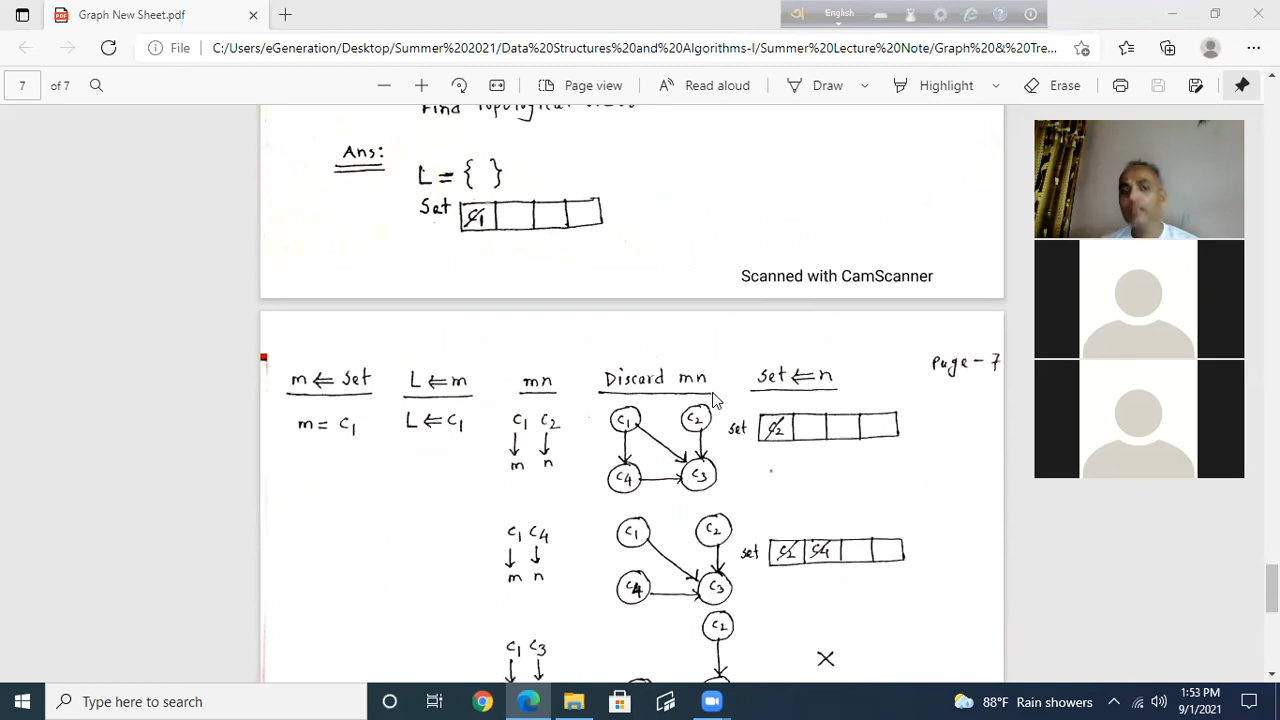 Graph New Sheet.pdf
English
File
C:/Users/eGeneration/Desktop/Summer%202021/Data%20Structures%20and%20Algorithms-I/Summer%20Lecture%20Note/Graph%20&%20Tre...
7 of 7
Page view
Read aloud
Draw
Highlight
Erase
Find Topological
Ans:
L = { }
Set C1
Scanned with CamScanner
Page - 7
m ⇐ set
L ⇐ m
mn
Discard mn
set ⇐ n
m = C1
L ⇐ C1
C1 C2
m n
C1 C2
C4 C3
set C2
C1 C4
m n
C1 C2
C4 C3
set C2 C4
C1 C3
C2
X
Type here to search
88°F Rain showers
1:53 PM
9/1/2021